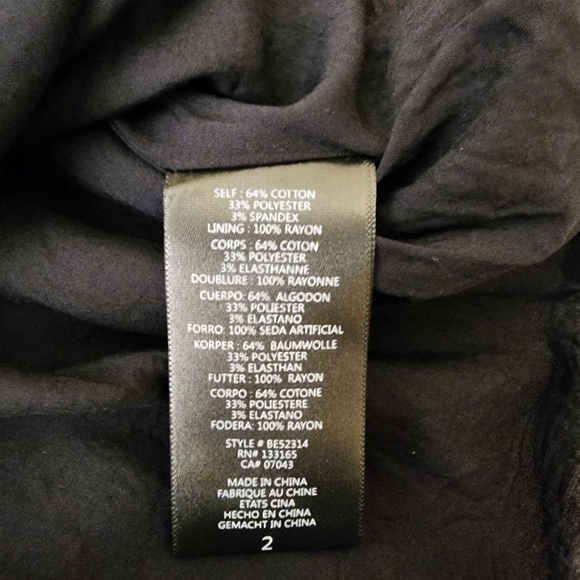 SELF : 64% COTTON
33% POLYESTER
3% SPANDEX
LINING : 100% RAYON
CORPS : 64% COTON
33% POLYESTER
3% ELASTHANNE
DOUBLURE : 100% RAYONNE
CUERPO: 64% ALGODON
33% POLIESTER
3% ELASTANO
FORRO: 100% SEDA ARTIFICIAL
KORPER : 64% BAUMWOLLE
33% POLYESTER
3% ELASTHAN
FUTTER : 100% RAYON
CORPO : 64% COTONE
33% POLIESTERE
3% ELASTANO
FODERA: 100% RAYON
STYLE # BE52314
RN# 133165
CA# 07043
MADE IN CHINA
FABRIQUE AU CHINE
ETATS CINA
HECHO EN CHINA
GEMACHT IN CHINA
2